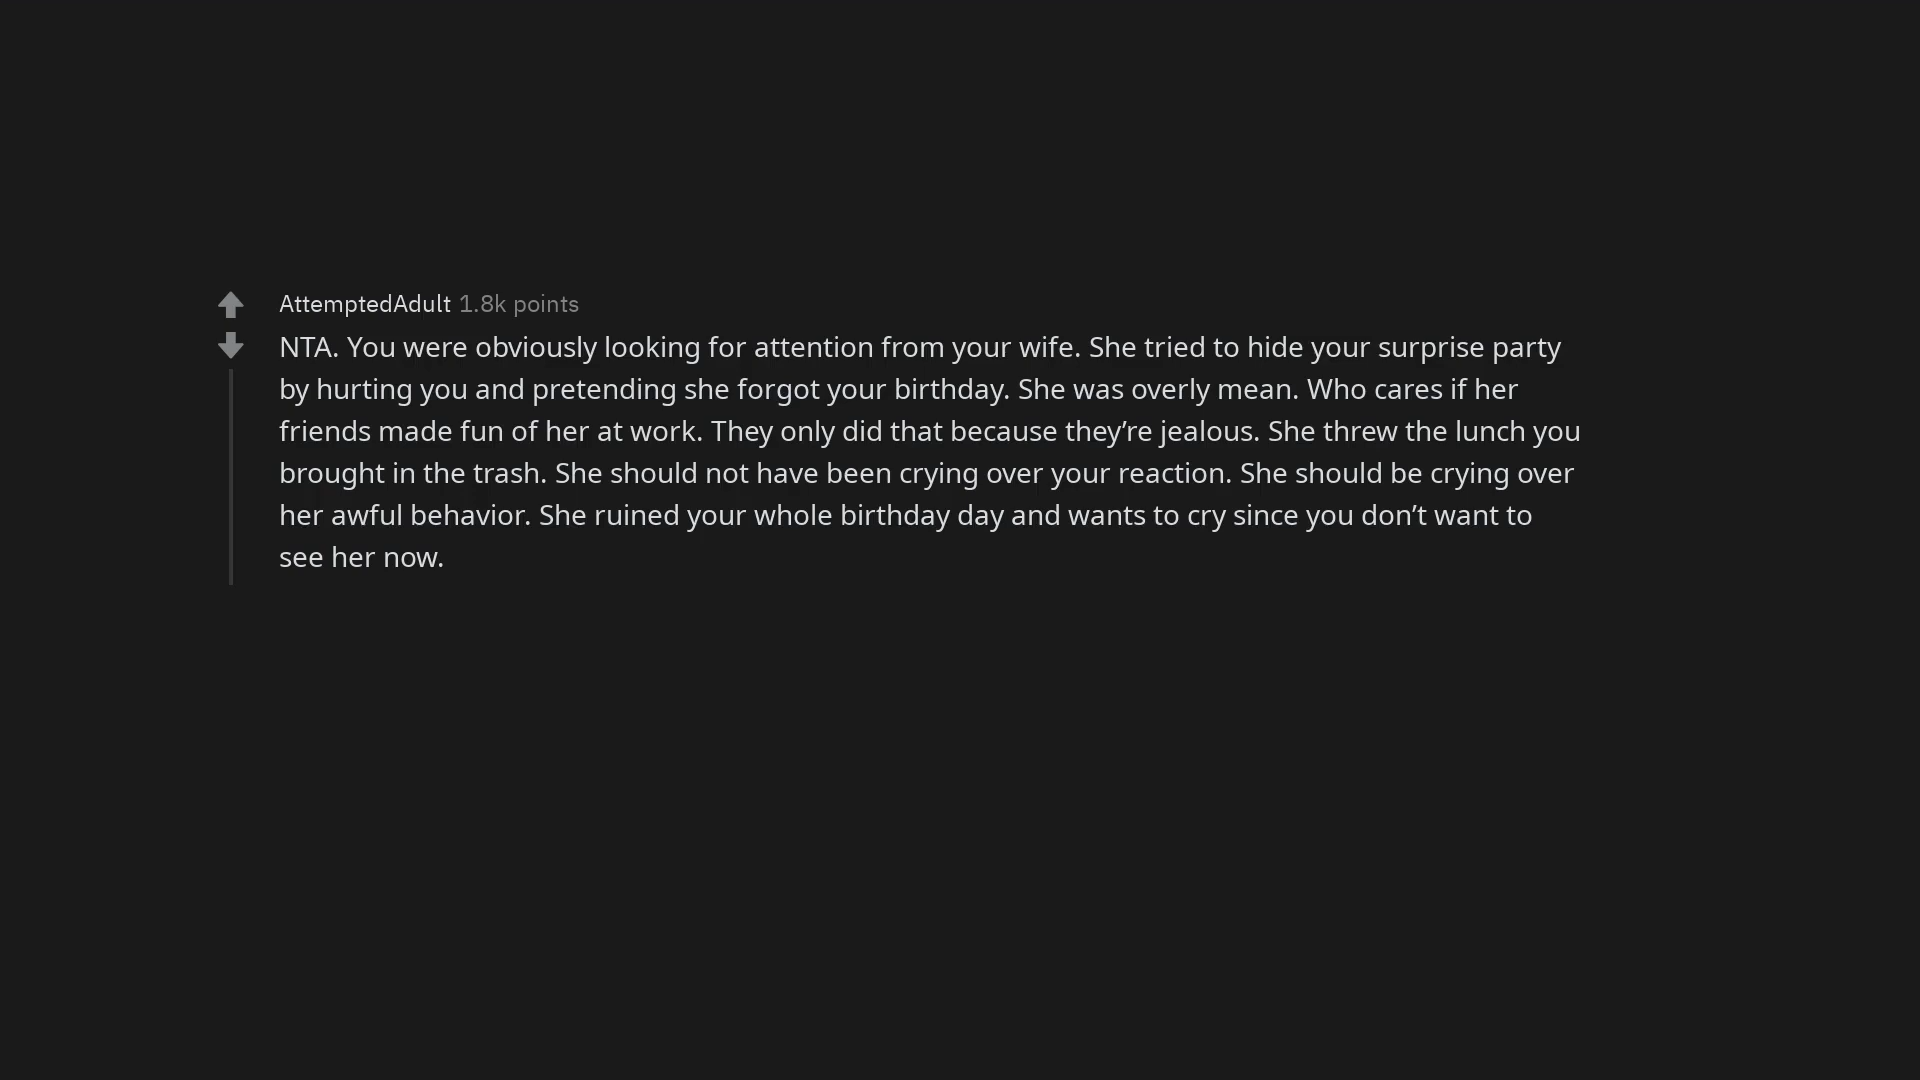 AttemptedAdult 1.8k points
NTA. You were obviously looking for attention from your wife. She tried to hide your surprise party
by hurting you and pretending she forgot your birthday. She was overly mean. Who cares if her
friends made fun of her at work. They only did that because they’re jealous. She threw the lunch you
brought in the trash. She should not have been crying over your reaction. She should be crying over
her awful behavior. She ruined your whole birthday day and wants to cry since you don’t want to
see her now.